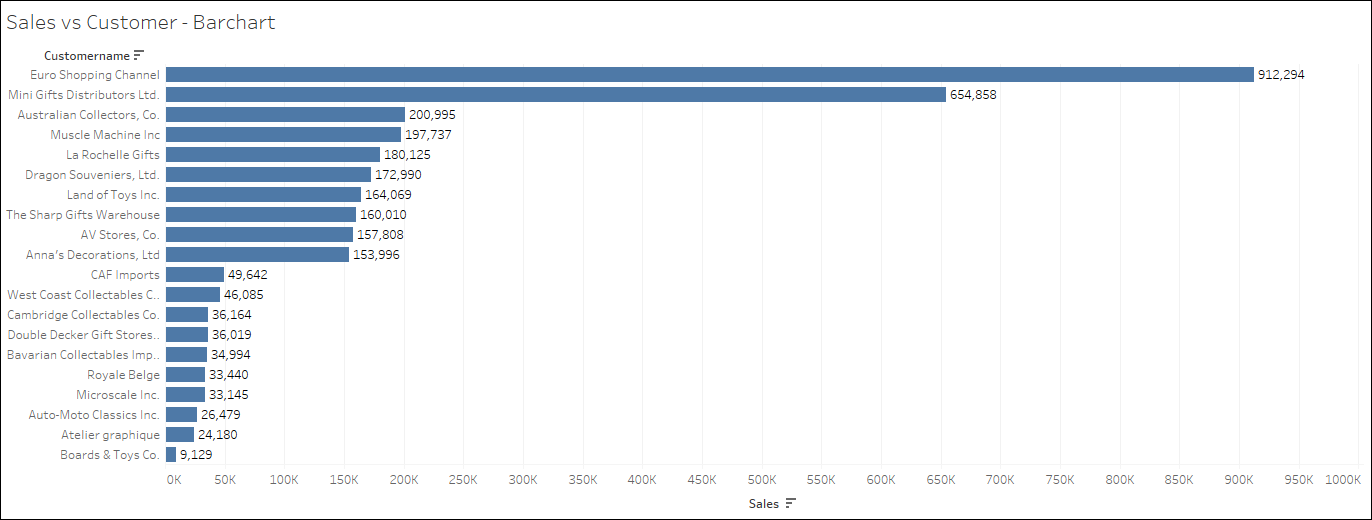 Sales vs Customer - Barchart
Customername
Euro Shopping Channel 912,294
Mini Gifts Distributors Ltd. 654,858
Australian Collectors, Co. 200,995
Muscle Machine Inc 197,737
La Rochelle Gifts 180,125
Dragon Souveniers, Ltd. 172,990
Land of Toys Inc. 164,069
The Sharp Gifts Warehouse 160,010
AV Stores, Co. 157,808
Anna's Decorations, Ltd 153,996
CAF Imports 49,642
West Coast Collectables C.. 46,085
Cambridge Collectables Co. 36,164
Double Decker Gift Stores.. 36,019
Bavarian Collectables Imp.. 34,994
Royale Belge 33,440
Microscale Inc. 33,145
Auto-Moto Classics Inc. 26,479
Atelier graphique 24,180
Boards & Toys Co. 9,129
0K 50K 100K 150K 200K 250K 300K 350K 400K 450K 500K 550K 600K 650K 700K 750K 800K 850K 900K 950K 1000K
Sales